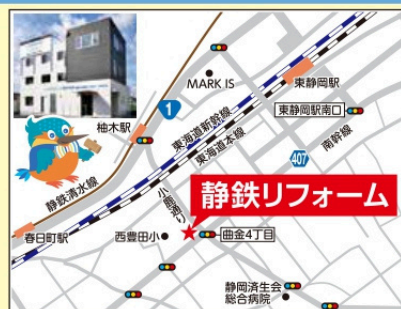 MARK IS
東静岡駅
1
柚木駅
東静岡駅南口
東海道新幹線
東海道本線
南幹線
407
静鉄清水線
小鹿通り
静鉄リフォーム
春日町駅
西豊田小
曲金4丁目
静岡済生会
総合病院